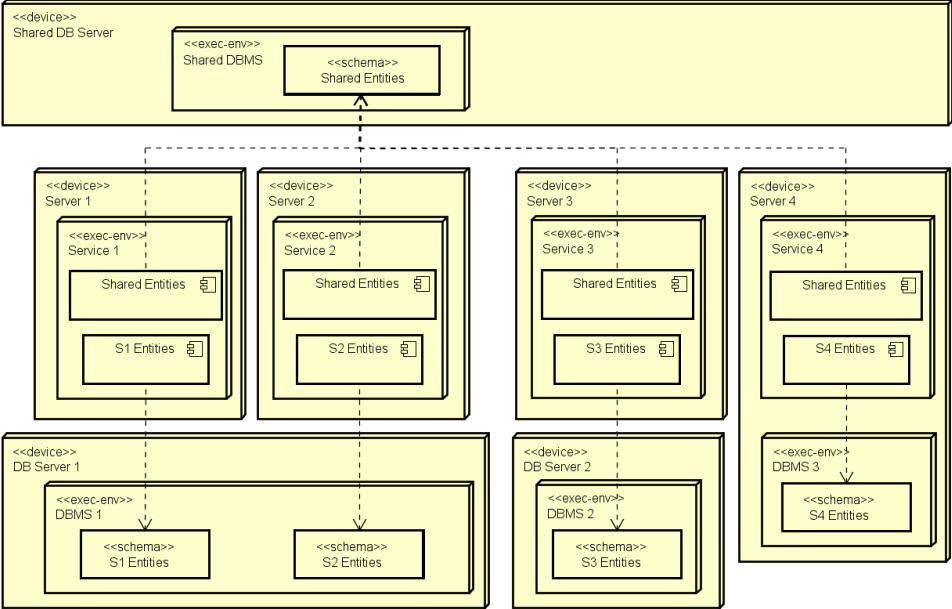 <<device>>
Shared DB Server
<<exec-env>>
Shared DBMS
<<schema>>
Shared Entities
<<device>>
Server 1
<<exec-env>>
Service 1
Shared Entities
S1 Entities
<<device>>
Server 2
<<exec-env>>
Service 2
Shared Entities
S2 Entities
<<device>>
Server 3
<<exec-env>>
Service 3
Shared Entities
S3 Entities
<<device>>
Server 4
<<exec-env>>
Service 4
Shared Entities
S4 Entities
<<exec-env>>
DBMS 3
<<schema>>
S4 Entities
<<device>>
DB Server 1
<<exec-env>>
DBMS 1
<<schema>>
S1 Entities
<<schema>>
S2 Entities
<<device>>
DB Server 2
<<exec-env>>
DBMS 2
<<schema>>
S3 Entities